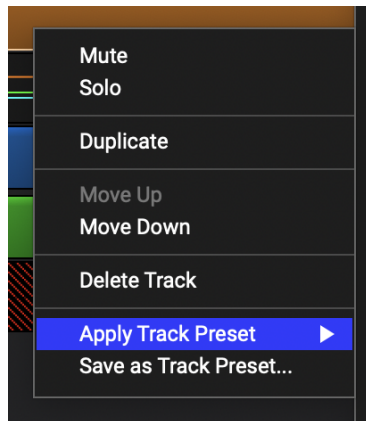 Mute
Solo
Duplicate
Move Up
Move Down
Delete Track
Apply Track Preset
Save as Track Preset...